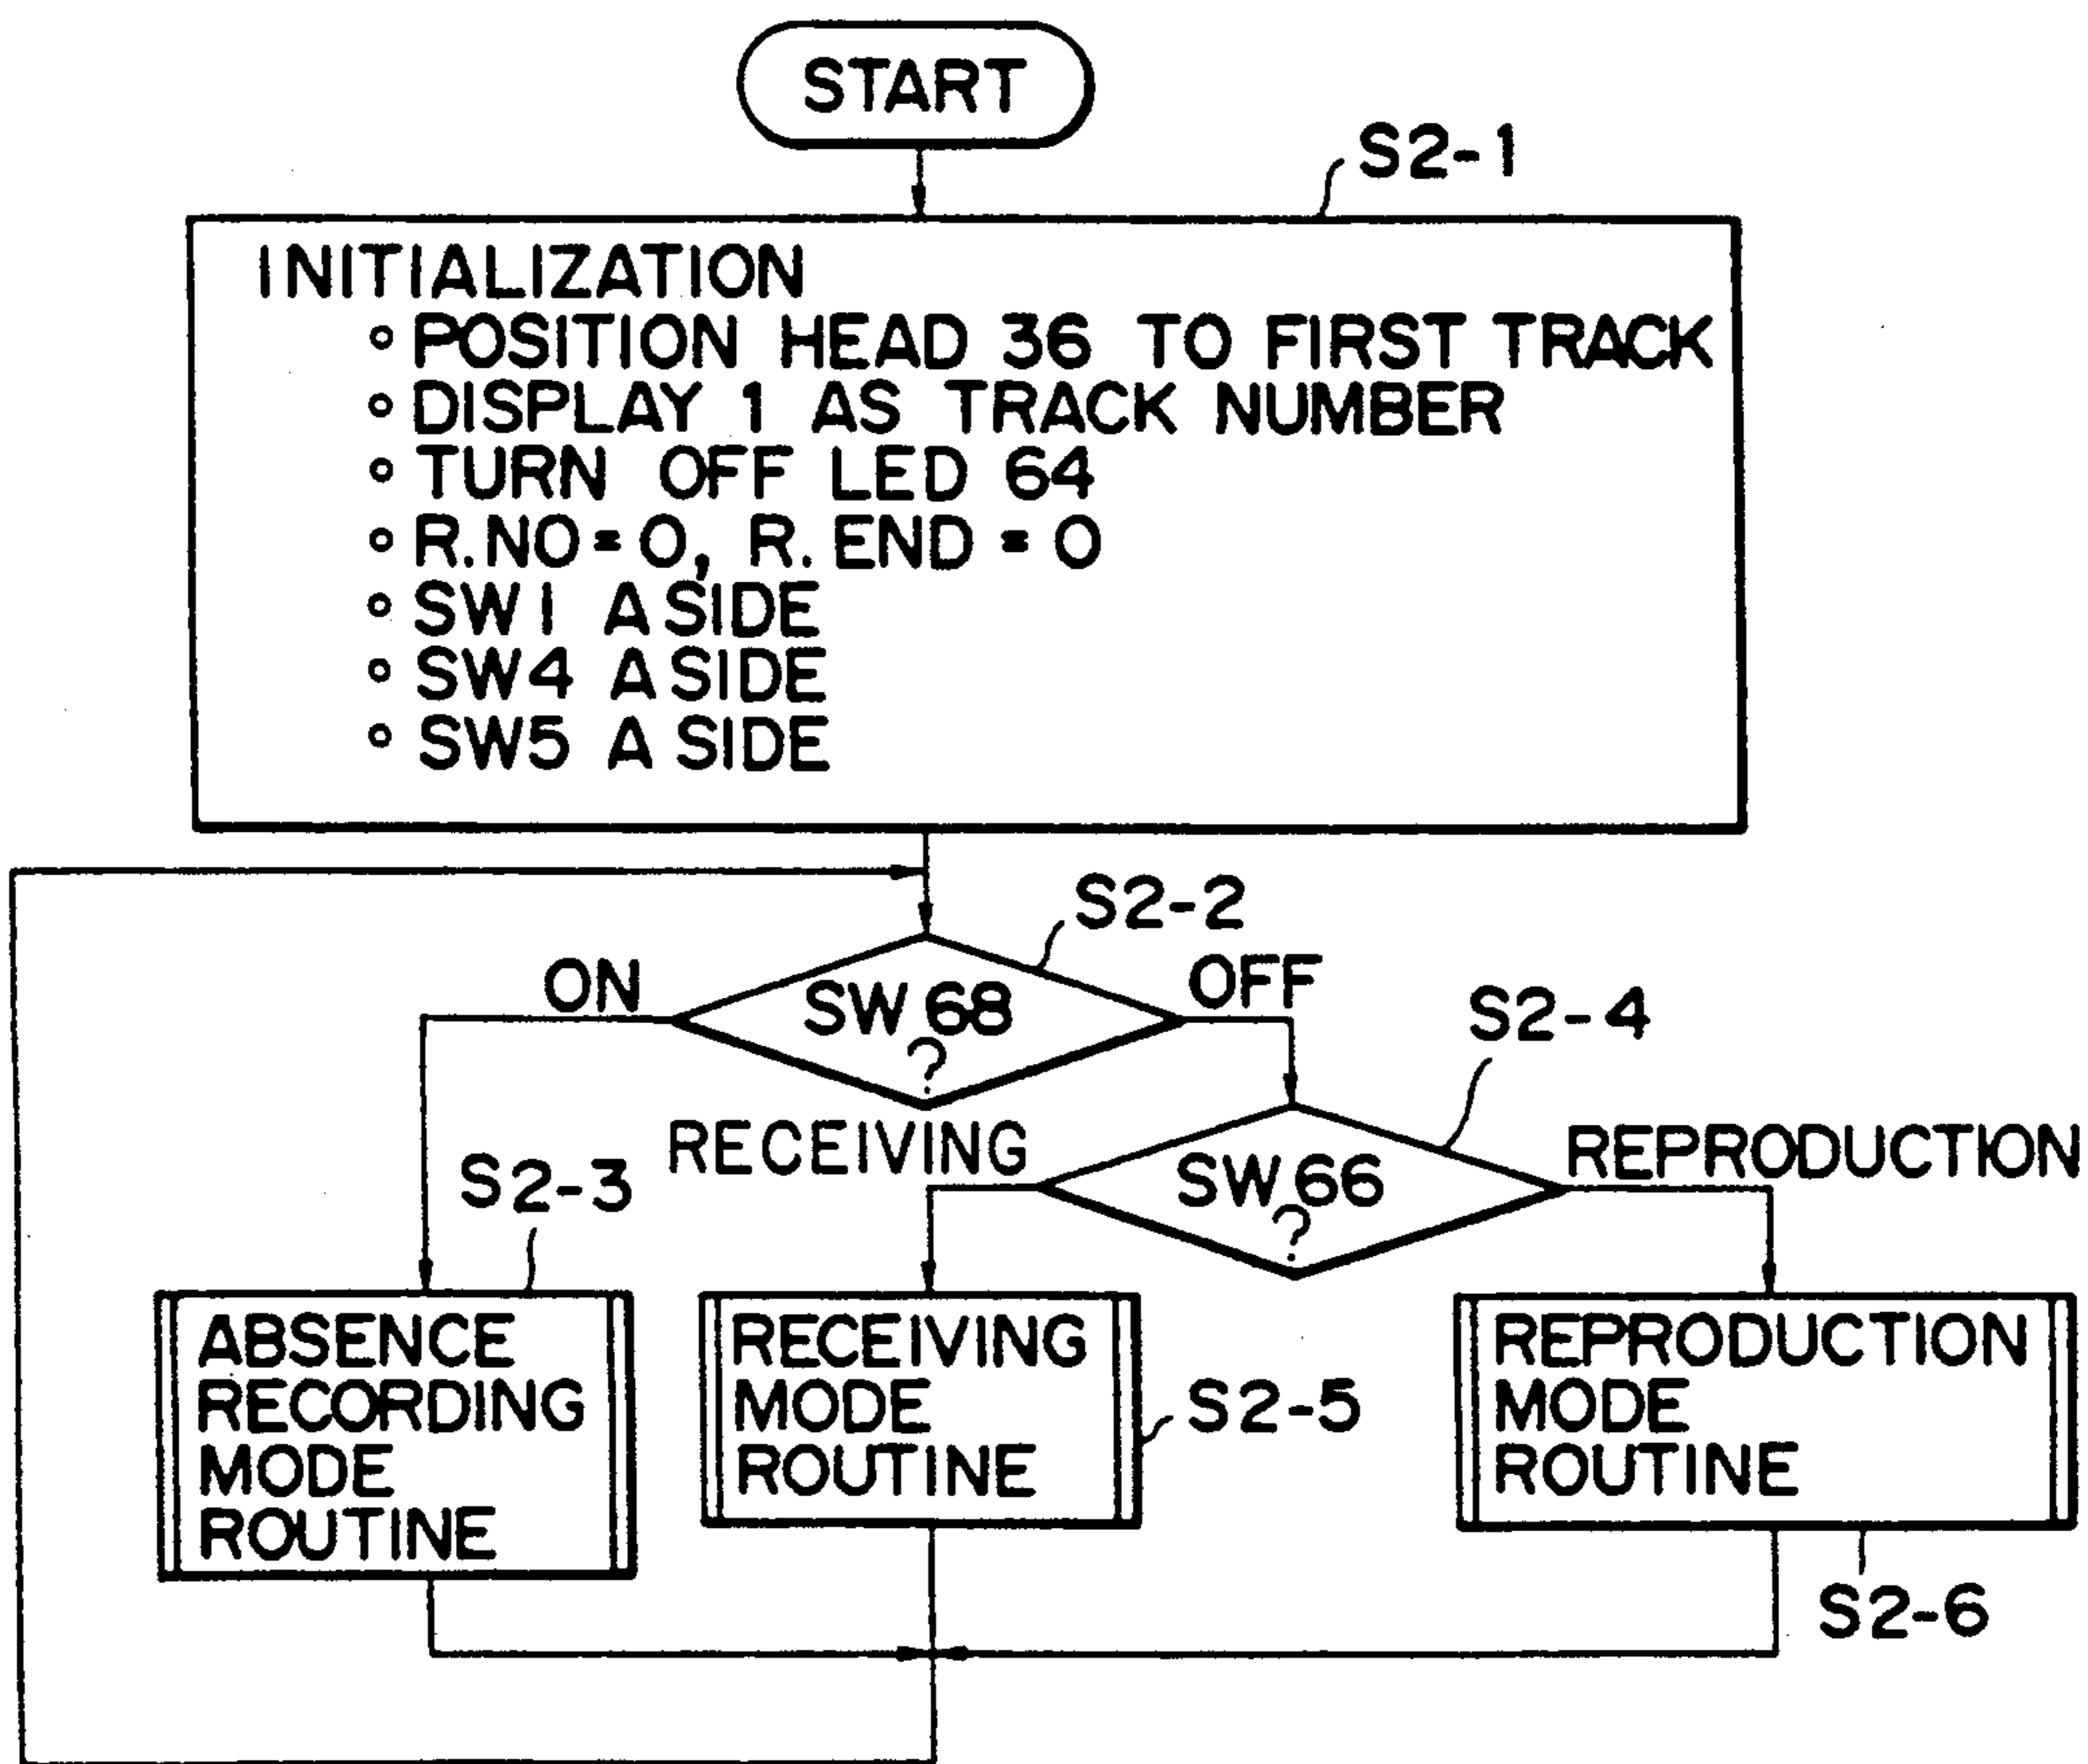 START
S2-1
INITIALIZATION
∘ POSITION HEAD 36 TO FIRST TRACK
∘ DISPLAY 1 AS TRACK NUMBER
∘ TURN OFF LED 64
∘ R.NO=0, R.END=0
∘ SW1 A SIDE
∘ SW4 A SIDE
∘ SW5 A SIDE
S2-2
ON
SW 68
?
OFF
S2-4
RECEIVING
SW 66
?
REPRODUCTION
S2-3
ABSENCE
RECORDING
MODE
ROUTINE
RECEIVING
MODE
ROUTINE
S2-5
REPRODUCTION
MODE
ROUTINE
S2-6